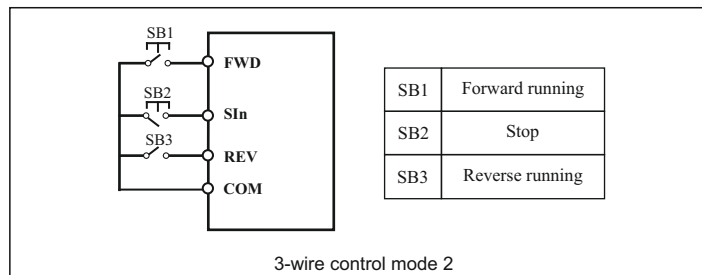 SB1
FWD
SB2
SIn
SB3
REV
COM
SB1 Forward running
SB2 Stop
SB3 Reverse running
3-wire control mode 2